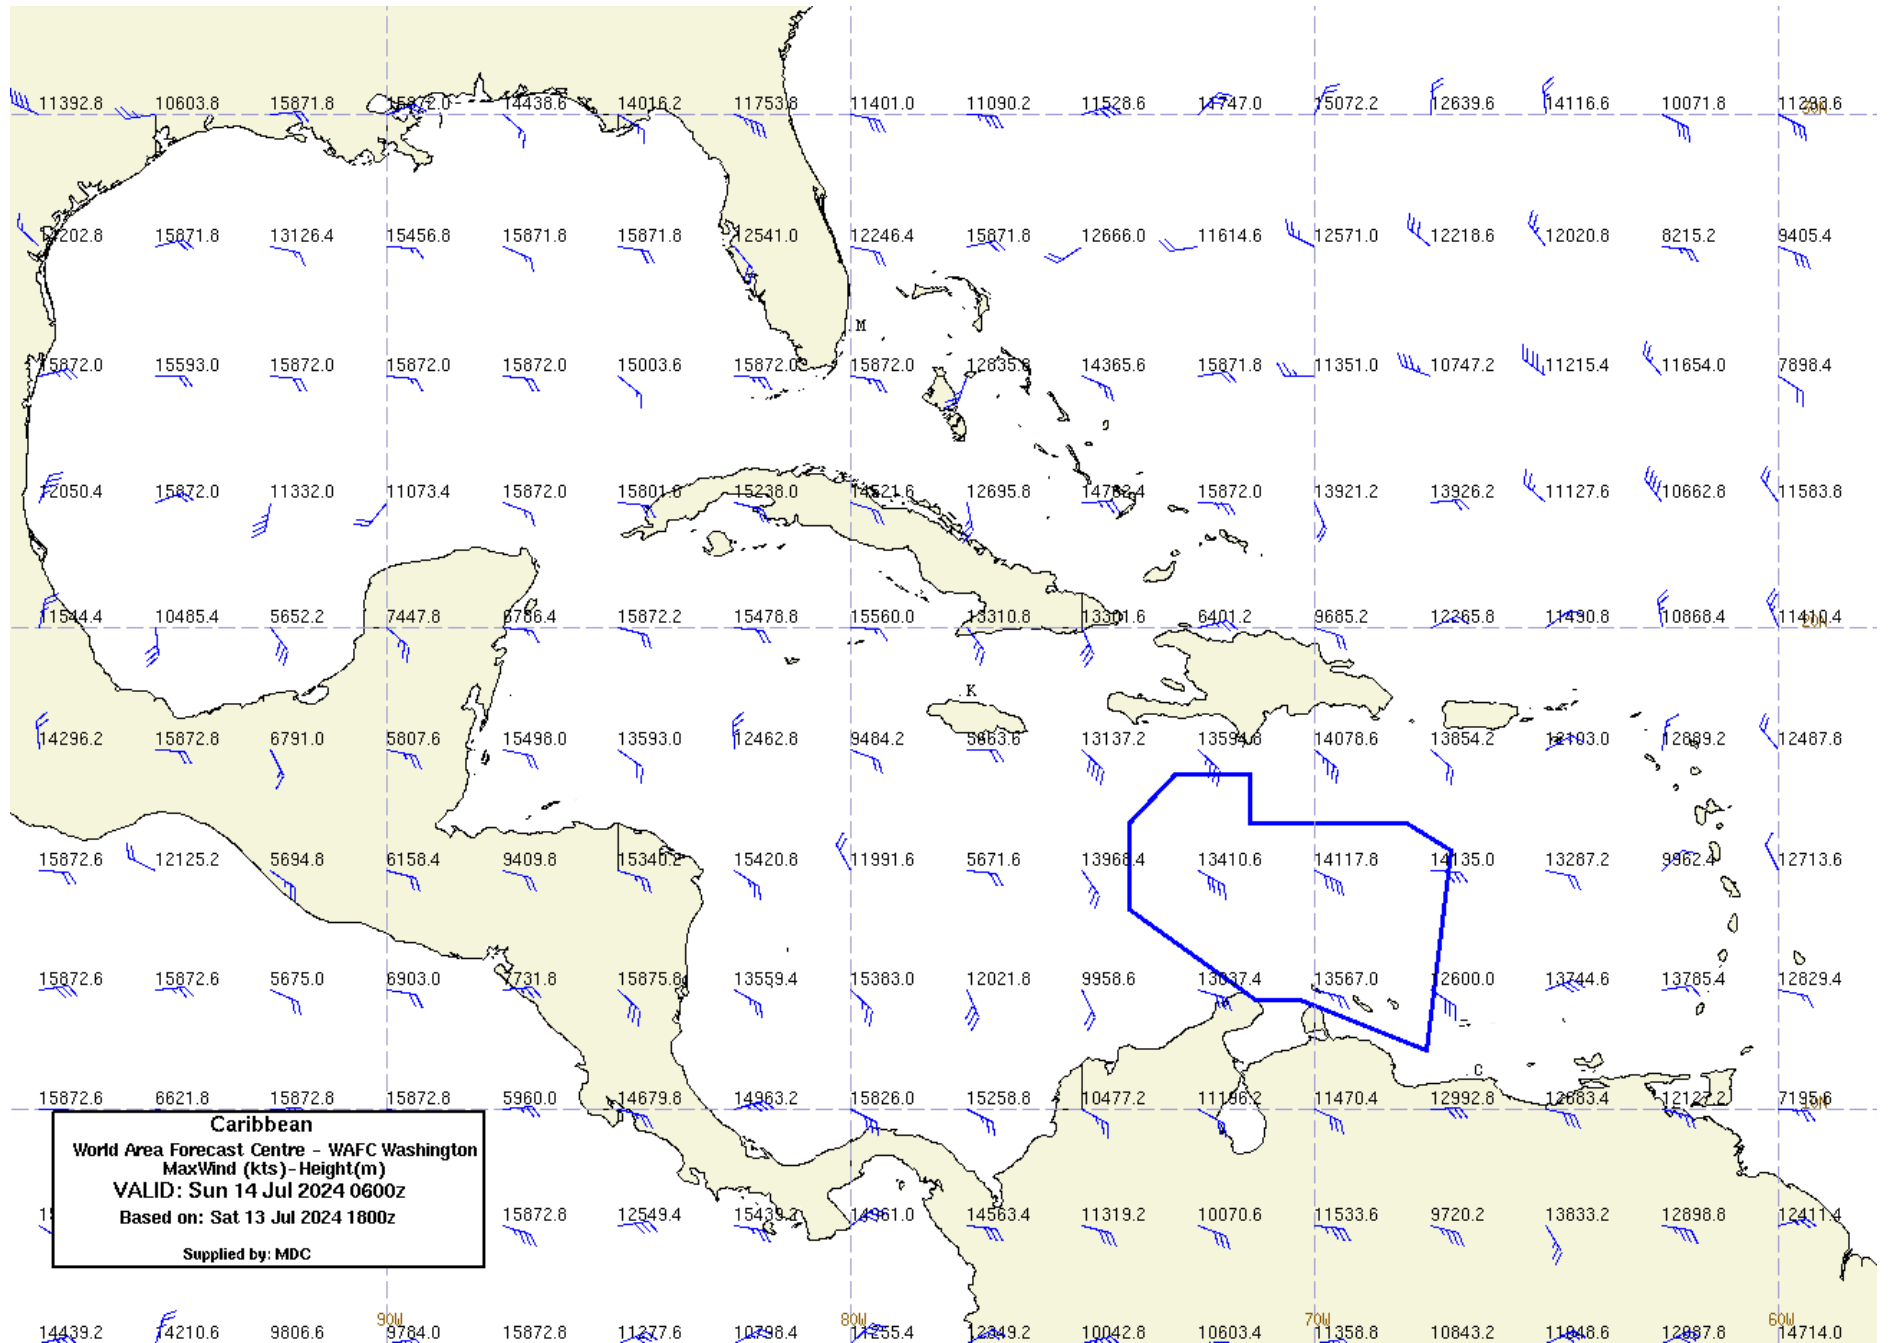 11392.8 10603.8 15871.8 15872.0 14438.6 14016.2 11753.8 11401.0 11090.2 11528.6 11747.0 15072.2 12639.6 14116.6 10071.8
30N
15871.8 13126.4 15456.8 15871.8 15871.8 12541.0 12246.4 15871.8 12666.0 11614.6 12571.0 12218.6 12020.8 8215.2 9405.4
M
15872.0 15593.0 15872.0 15872.0 15872.0 15003.6 15872.0 15872.0 14365.6 15871.8 11351.0 10747.2 11215.4 11654.0 7898.4
12050.4 15872.0 11332.0 11073.4 15872.0 15801.8 15238.0 14521.6 12695.8 15872.0 13921.2 13926.2 11127.6 10662.8 11583.8
11544.4 10485.4 5652.2 7447.8 15872.2 15478.8 15560.0 13310.8 13301.6 6401.2 9685.2 12265.8 11490.8 10868.4 11410.4
20N
K
14296.2 15872.8 6791.0 5807.6 15498.0 13593.0 12462.8 9484.2 5963.6 13137.2 13594.8 14078.6 13854.2 12103.0 12889.2 12487.8
15872.6 12125.2 5694.8 6158.4 9409.8 15340.2 15420.8 11991.6 5671.6 13968.4 13410.6 14117.8 14135.0 13287.2 9962.4 12713.6
15872.6 15872.6 5675.0 6903.0 15875.8 13559.4 15383.0 12021.8 9958.6 13037.4 13567.0 12600.0 13744.6 13785.4 12829.4
C
15872.6 6621.8 15872.8 15872.8 5960.0 14679.8 14963.2 15826.0 15258.8 10477.2 11196.2 11470.4 12992.8 12683.4 12127.2 7195.6
10N
Caribbean
World Area Forecast Centre - WAFC Washington
MaxWind (kts)-Height(m)
VALID: Sun 14 Jul 2024 0600z
Based on: Sat 13 Jul 2024 1800z
Supplied by: MDC
15872.8 12549.4 15439.2 14961.0 14563.4 11319.2 10070.6 11533.6 9720.2 13833.2 12898.8 12411.4
90W 80W 70W 60W
14439.2 14210.6 9806.6 9784.0 15872.8 11277.6 10798.4 11255.4 12349.2 10042.8 10603.4 11358.8 10843.2 11848.6 12887.8 14714.0